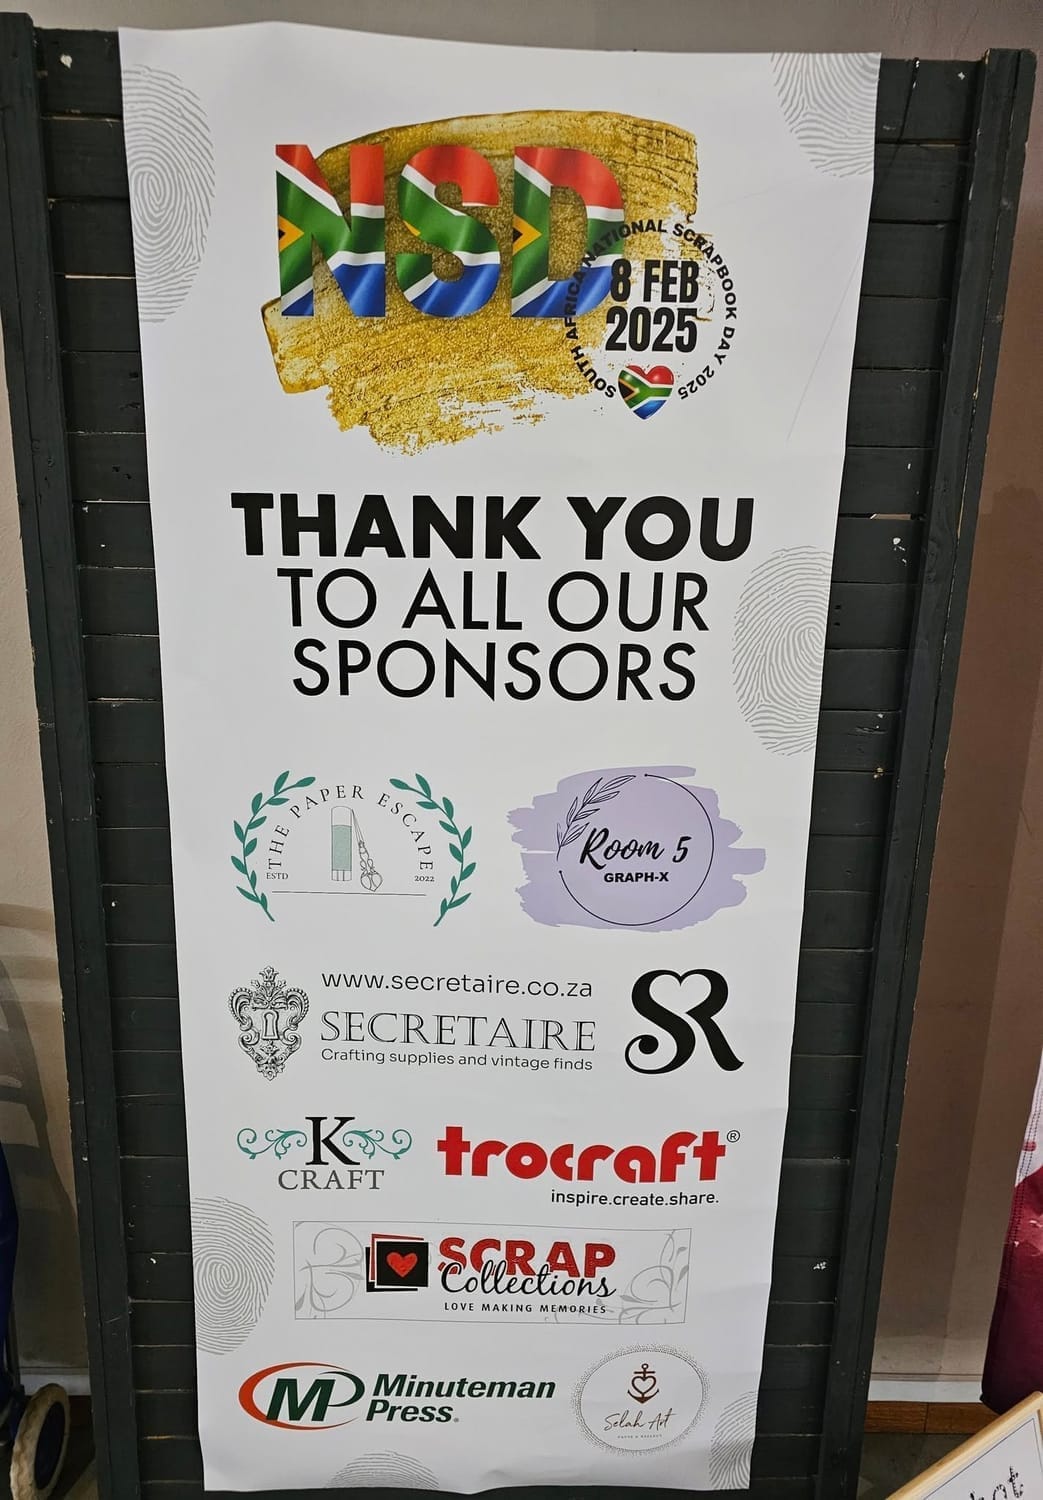 NSD
SOUTH AFRICA NATIONAL SCRAPBOOK DAY 2025
8 FEB
2025
THANK YOU
TO ALL OUR
SPONSORS
THE PAPER ESCAPE
ESTD
2022
Room 5
GRAPH-X
www.secretaire.co.za
SECRETAIRE
Crafting supplies and vintage finds
SR
K
CRAFT
trocraft®
inspire.create.share.
SCRAP
Collections
LOVE MAKING MEMORIES
MP
Minuteman
Press.
Selah Art